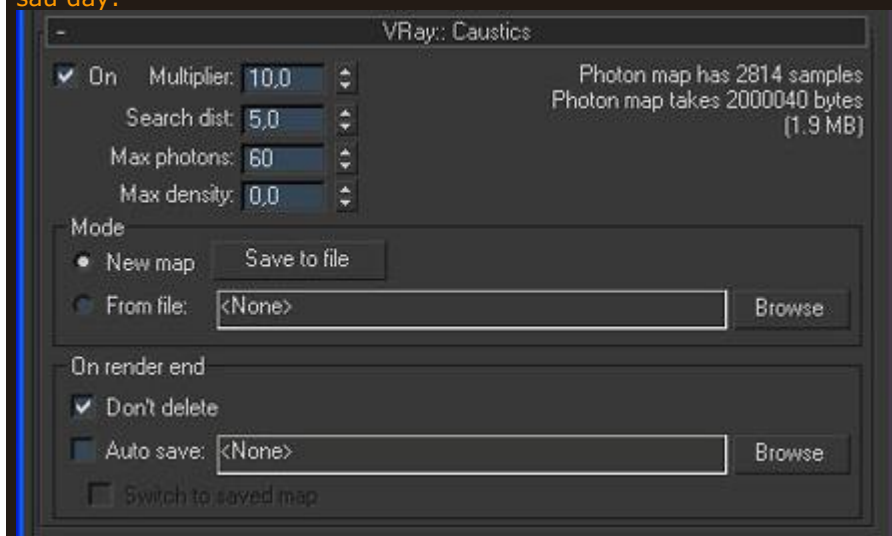 sau đây:
- VRay:: Caustics
On Multiplier: 10,0
Photon map has 2814 samples
Photon map takes 2000040 bytes
(1.9 MB)
Search dist: 5,0
Max photons: 60
Max density: 0,0
Mode
New map Save to file
From file: <None> Browse
On render end
Don't delete
Auto save: <None> Browse
Switch to saved map